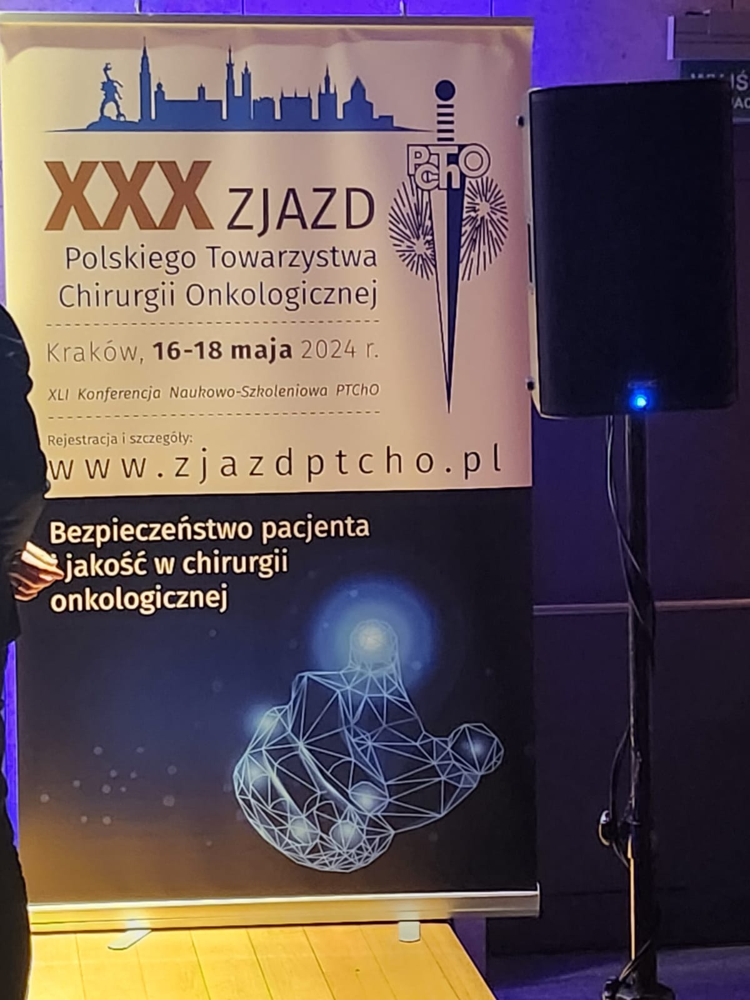 XXX ZJAZD
PTChO
Polskiego Towarzystwa
Chirurgii Onkologicznej
Kraków, 16-18 maja 2024 r.
XLI Konferencja Naukowo-Szkoleniowa PTChO
Rejestracja i szczegóły:
www.zjazdptcho.pl
Bezpieczeństwo pacjenta
i jakość w chirurgii
onkologicznej